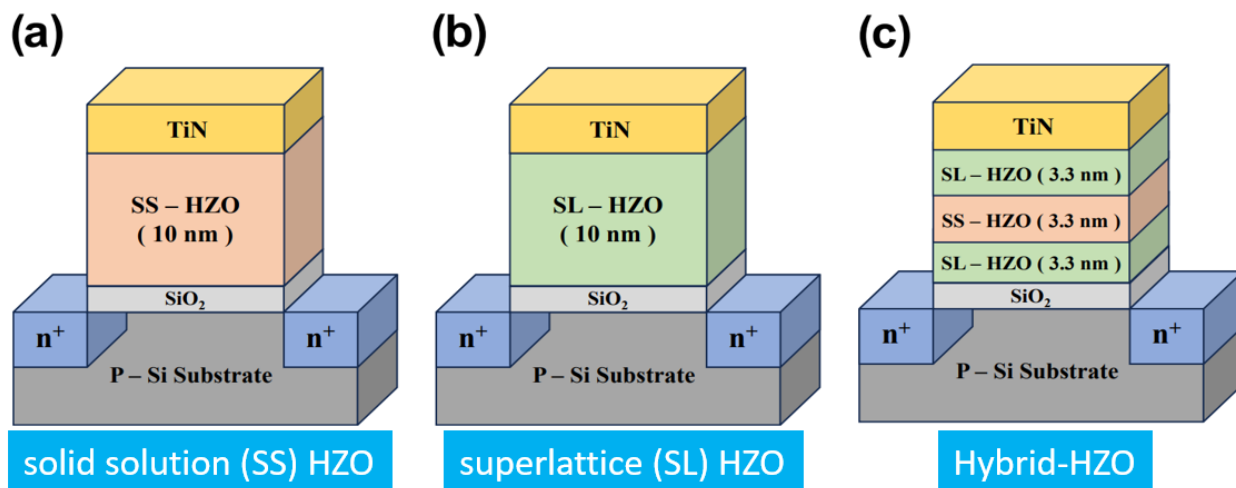 (a)
TiN
SS – HZO
( 10 nm )
SiO2
n+
n+
P – Si Substrate
solid solution (SS) HZO
(b)
TiN
SL – HZO
( 10 nm )
SiO2
n+
n+
P – Si Substrate
superlattice (SL) HZO
(c)
TiN
SL – HZO ( 3.3 nm )
SS – HZO ( 3.3 nm )
SL – HZO ( 3.3 nm )
SiO2
n+
n+
P – Si Substrate
Hybrid-HZO